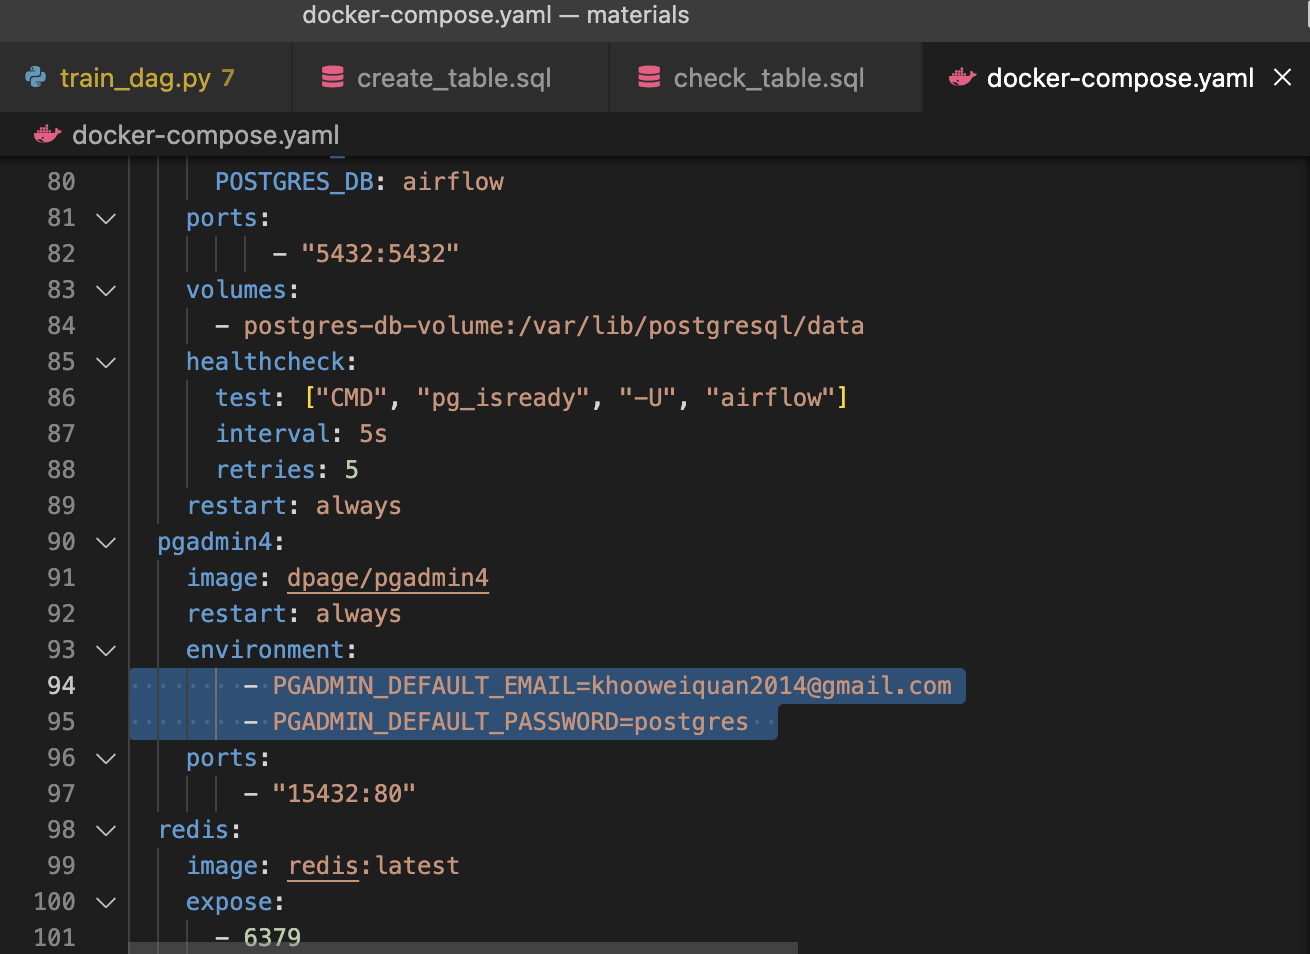 docker-compose.yaml — materials
train_dag.py 7 create_table.sql check_table.sql docker-compose.yaml ×
docker-compose.yaml
80 POSTGRES_DB: airflow
81 ports:
82 - "5432:5432"
83 volumes:
84 - postgres-db-volume:/var/lib/postgresql/data
85 healthcheck:
86 test: ["CMD", "pg_isready", "-U", "airflow"]
87 interval: 5s
88 retries: 5
89 restart: always
90 pgadmin4:
91 image: dpage/pgadmin4
92 restart: always
93 environment:
94 - PGADMIN_DEFAULT_EMAIL=khooweiquan2014@gmail.com
95 - PGADMIN_DEFAULT_PASSWORD=postgres
96 ports:
97 - "15432:80"
98 redis:
99 image: redis:latest
100 expose:
101 - 6379